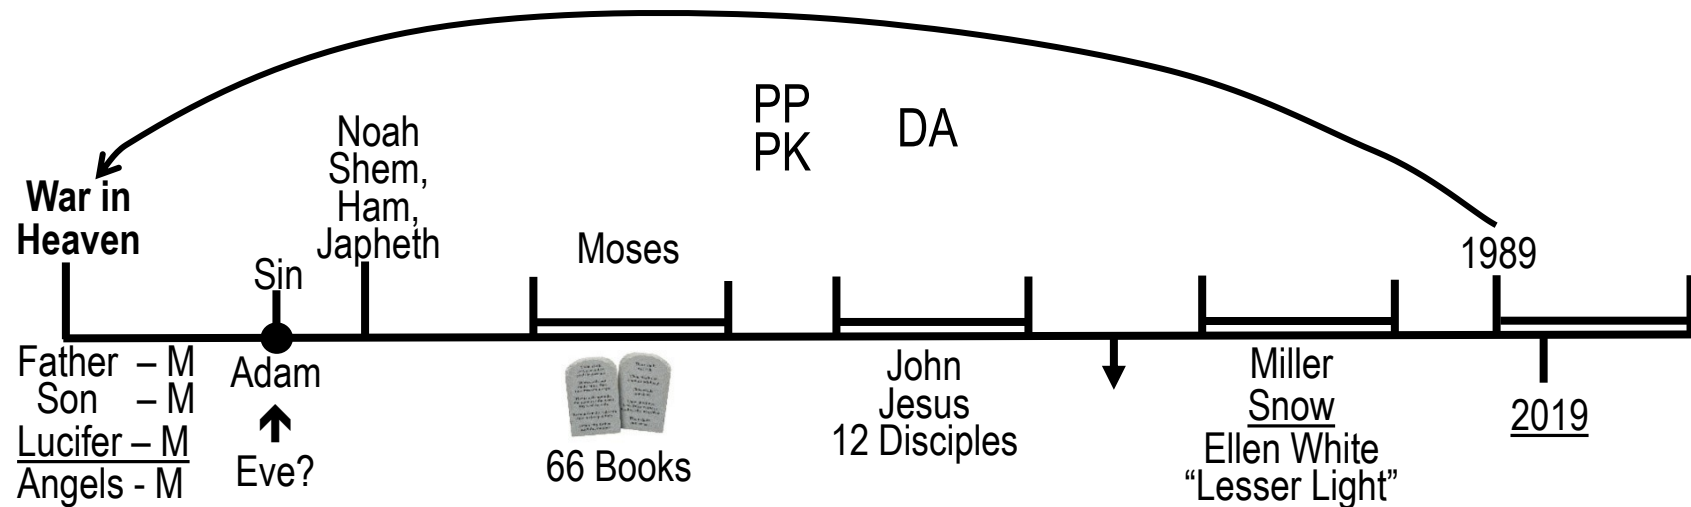 PP
PK
DA
War in
Heaven
Noah
Shem,
Ham,
Japheth
Sin
Moses
1989
Father – M
Son – M
Lucifer – M
Angels - M
Adam
Eve?
66 Books
John
Jesus
12 Disciples
Miller
Snow
Ellen White
“Lesser Light”
2019